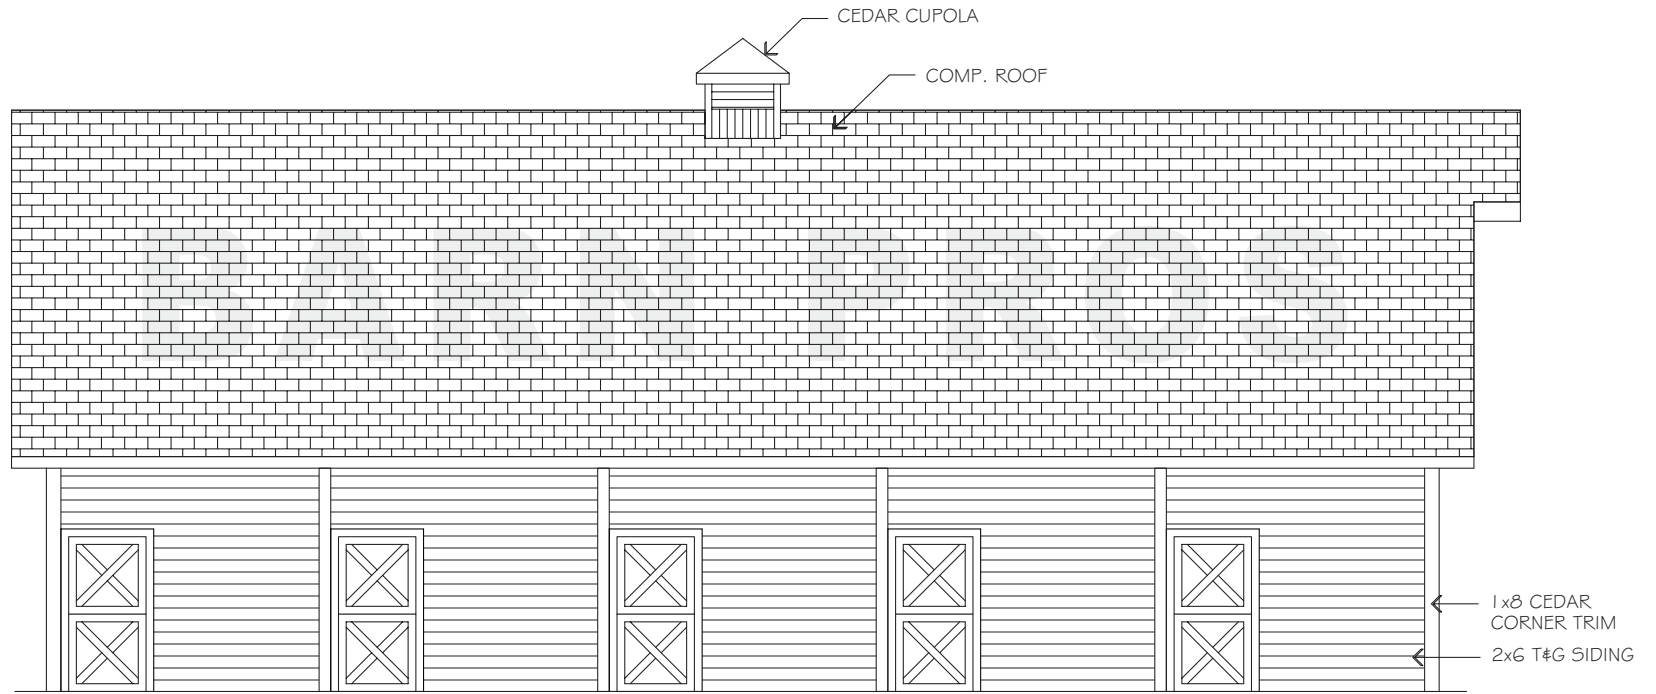 CEDAR CUPOLA
COMP. ROOF
BARN PROS
1x8 CEDAR
CORNER TRIM
2x6 T&G SIDING